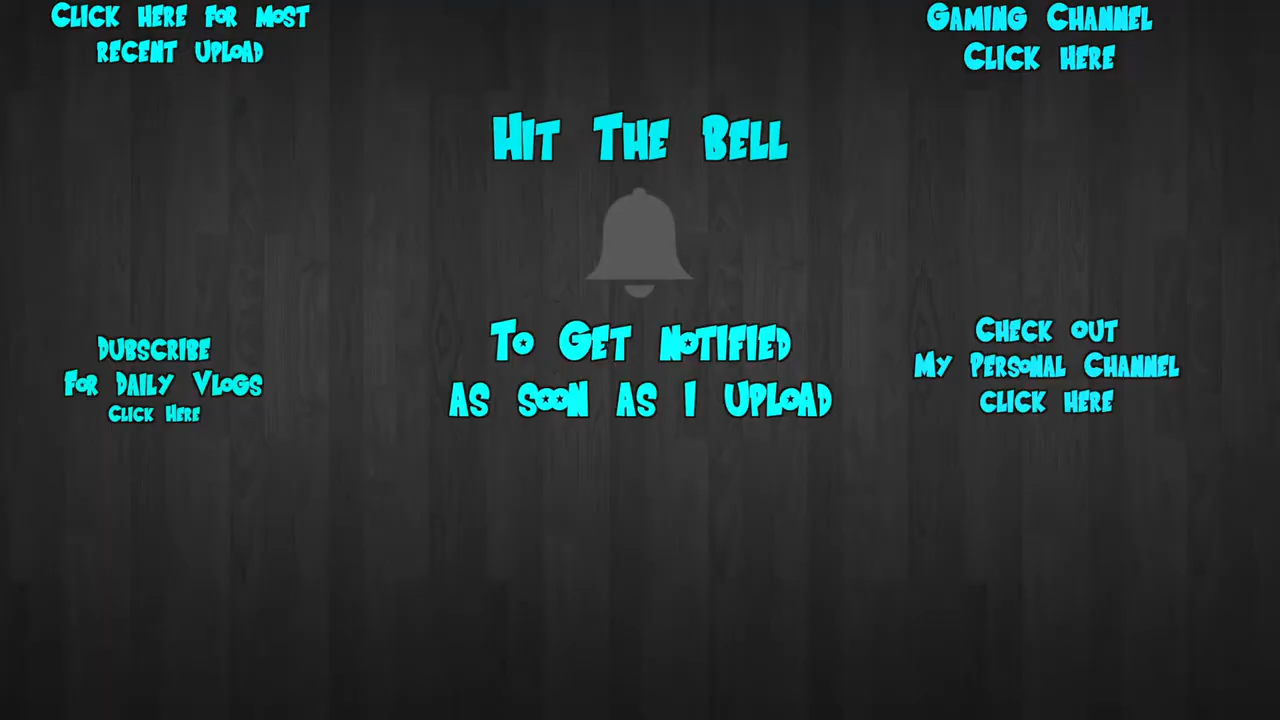 Click here for most
recent upload
Gaming Channel
Click here
Hit The Bell
To Get notified
as soon as I Upload
Dubscribe
For Daily Vlogs
Click Here
Check out
My Personal Channel
click here